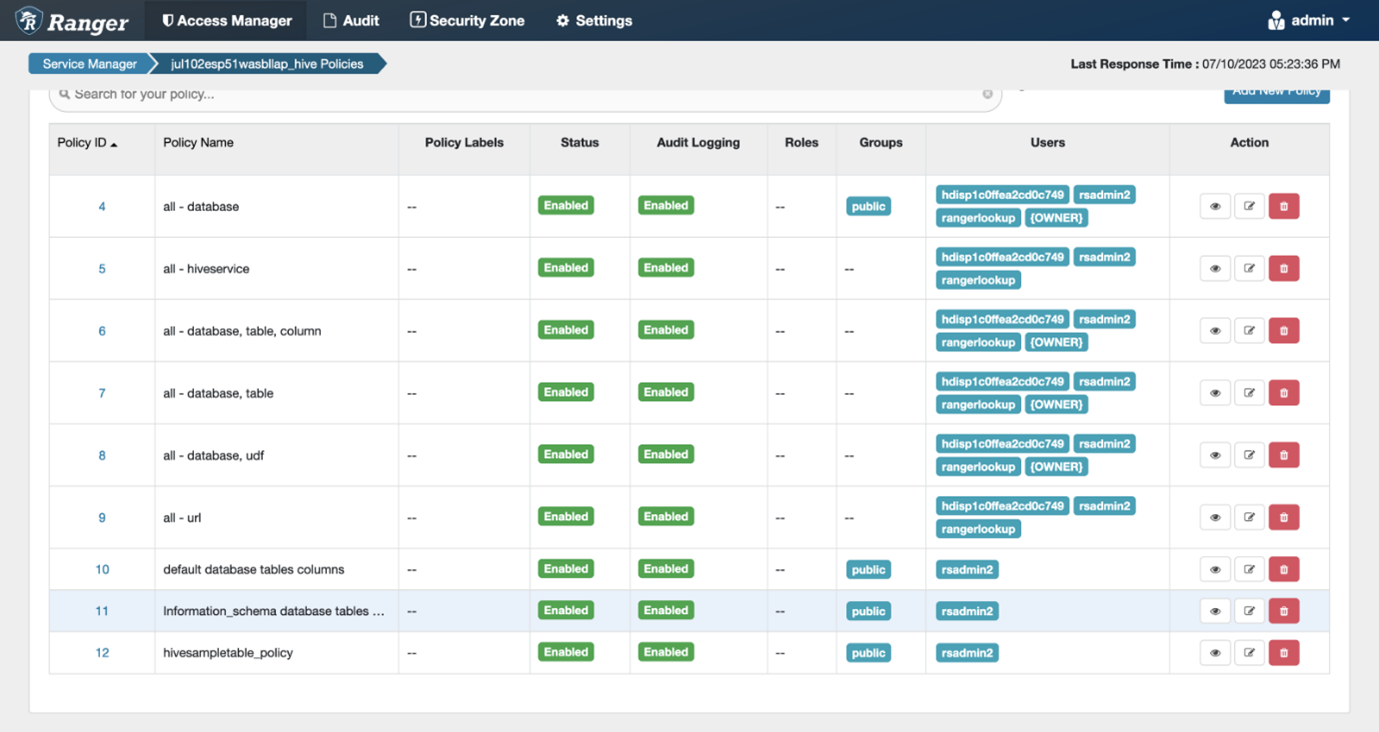 Ranger Access Manager Audit Security Zone Settings admin
Service Manager jul102esp51wasbllap_hive Policies Last Response Time : 07/10/2023 05:23:36 PM
Search for your policy... Add New Policy
Policy ID Policy Name Policy Labels Status Audit Logging Roles Groups Users Action
4 all - database -- Enabled Enabled -- public hdisp1c0ffea2cd0c749 rsadmin2
rangerlookup {OWNER}
5 all - hiveservice -- Enabled Enabled -- -- hdisp1c0ffea2cd0c749 rsadmin2
rangerlookup
6 all - database, table, column -- Enabled Enabled -- -- hdisp1c0ffea2cd0c749 rsadmin2
rangerlookup {OWNER}
7 all - database, table -- Enabled Enabled -- -- hdisp1c0ffea2cd0c749 rsadmin2
rangerlookup {OWNER}
8 all - database, udf -- Enabled Enabled -- -- hdisp1c0ffea2cd0c749 rsadmin2
rangerlookup {OWNER}
9 all - url -- Enabled Enabled -- -- hdisp1c0ffea2cd0c749 rsadmin2
rangerlookup
10 default database tables columns -- Enabled Enabled -- public rsadmin2
11 Information_schema database tables ... -- Enabled Enabled -- public rsadmin2
12 hivesampletable_policy -- Enabled Enabled -- public rsadmin2